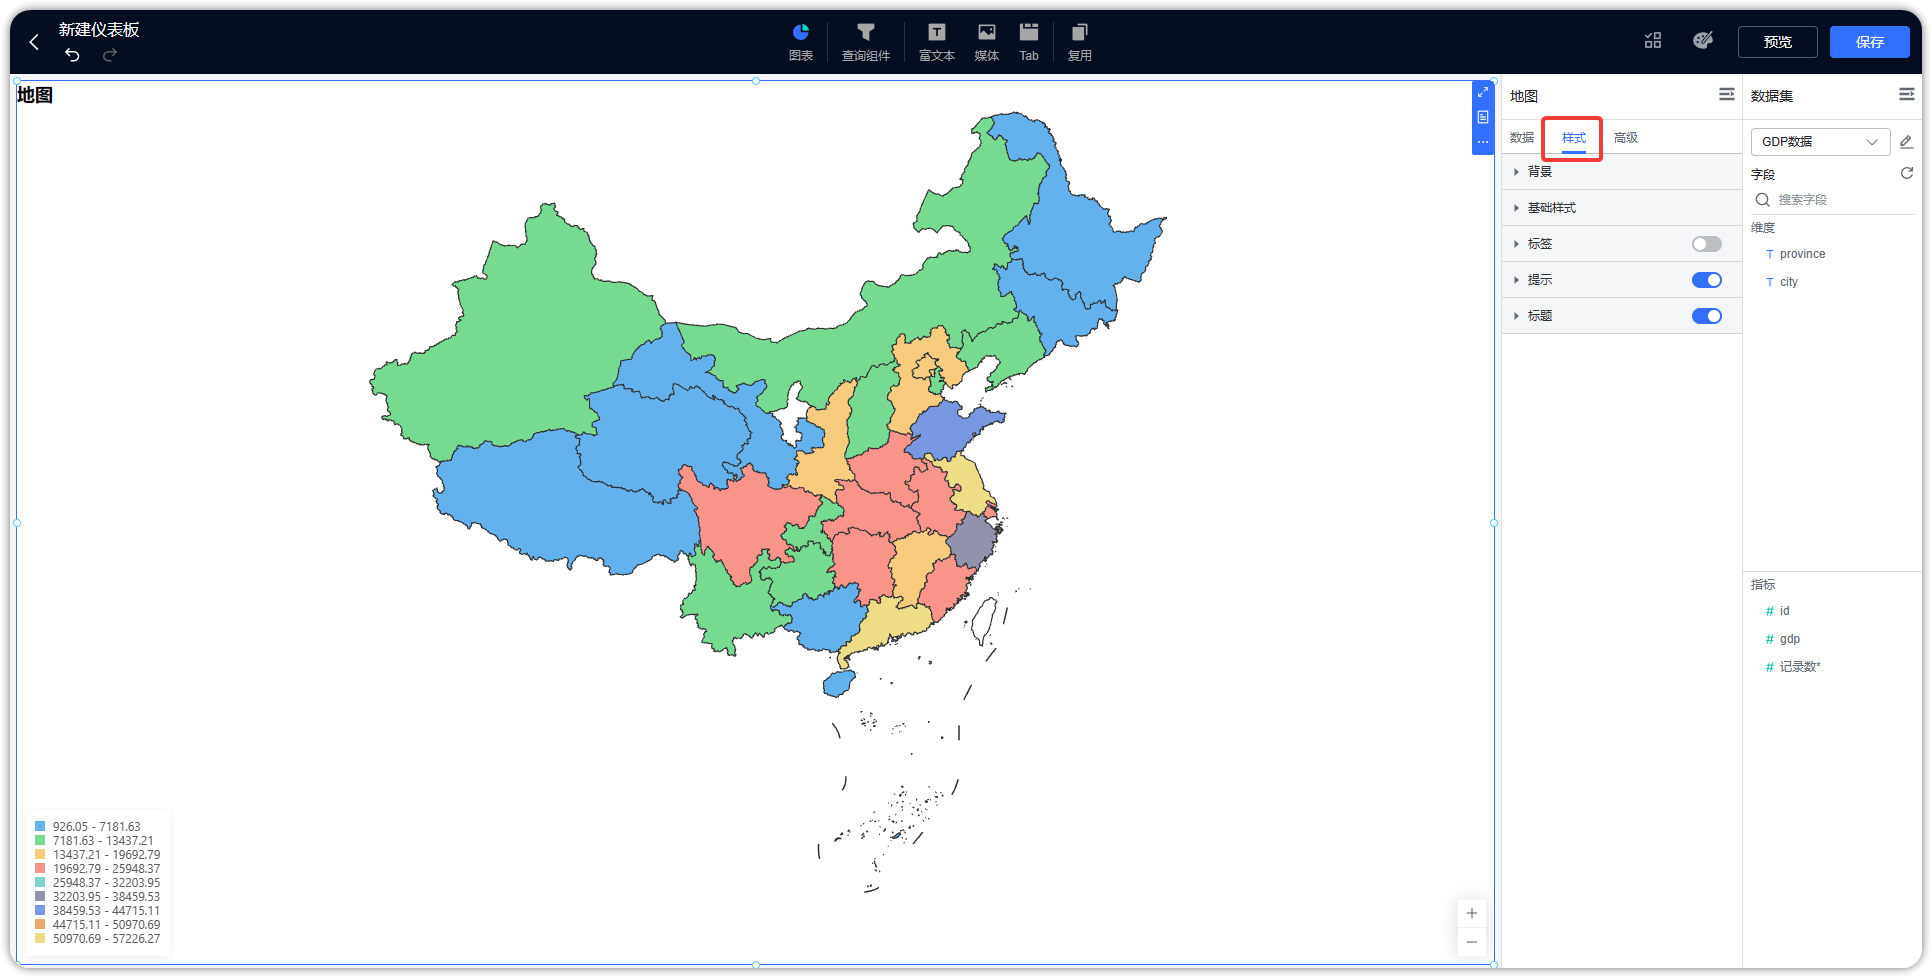 新建仪表板
图表
查询组件
富文本
媒体
Tab
复用
预览
保存
地图
地图
数据
样式
高级
背景
基础样式
标签
提示
标题
数据集
GDP数据
字段
搜索字段
维度
T province
T city
指标
# id
# gdp
# 记录数*
926.05 - 7181.63
7181.63 - 13437.21
13437.21 - 19692.79
19692.79 - 25948.37
25948.37 - 32203.95
32203.95 - 38459.53
38459.53 - 44715.11
44715.11 - 50970.69
50970.69 - 57226.27